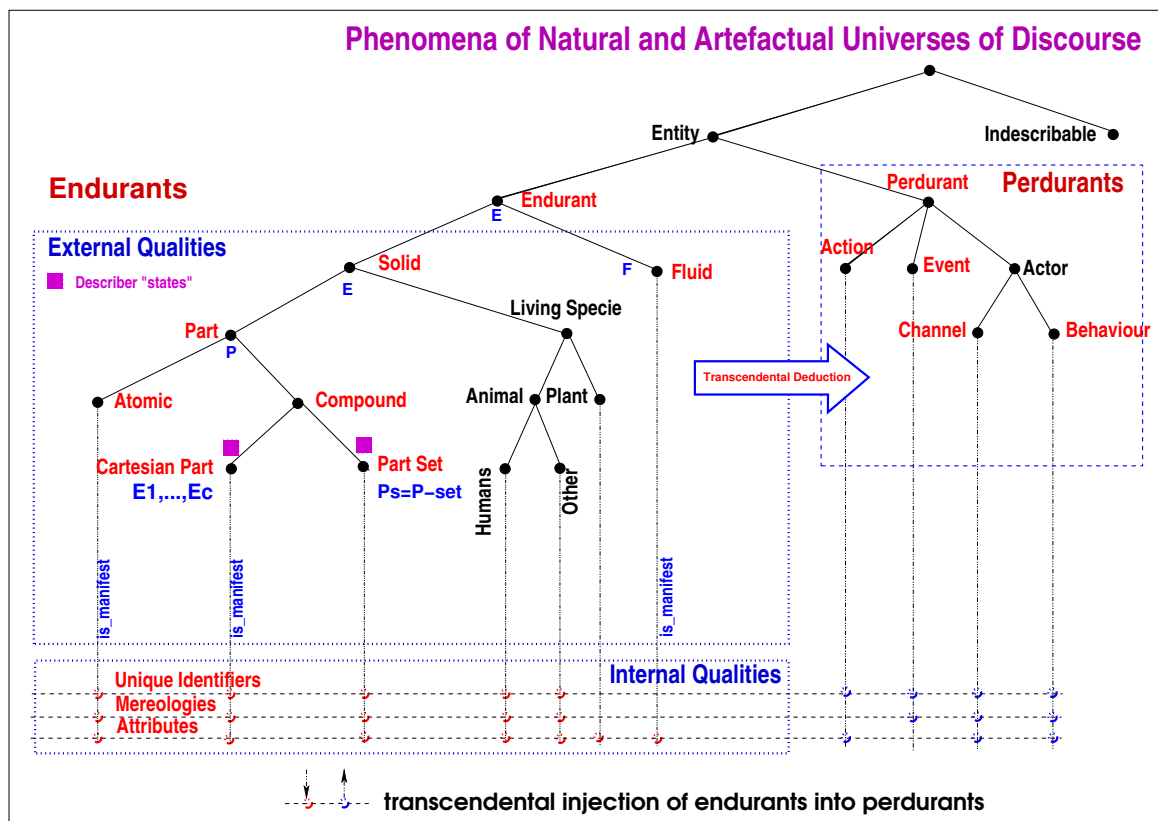 Phenomena of Natural and Artefactual Universes of Discourse
Entity
Indescribable
Endurants
Endurant
E
Perdurant
Perdurants
External Qualities
Describer "states"
Solid
E
F
Fluid
Action
Event
Actor
Living Specie
Part
P
Channel
Behaviour
Transcendental Deduction
Atomic
Compound
Animal
Plant
Cartesian Part
E1,...,Ec
Part Set
Ps=P−set
Humans
Other
is_manifest
is_manifest
is_manifest
Internal Qualities
Unique Identifiers
Mereologies
Attributes
transcendental injection of endurants into perdurants